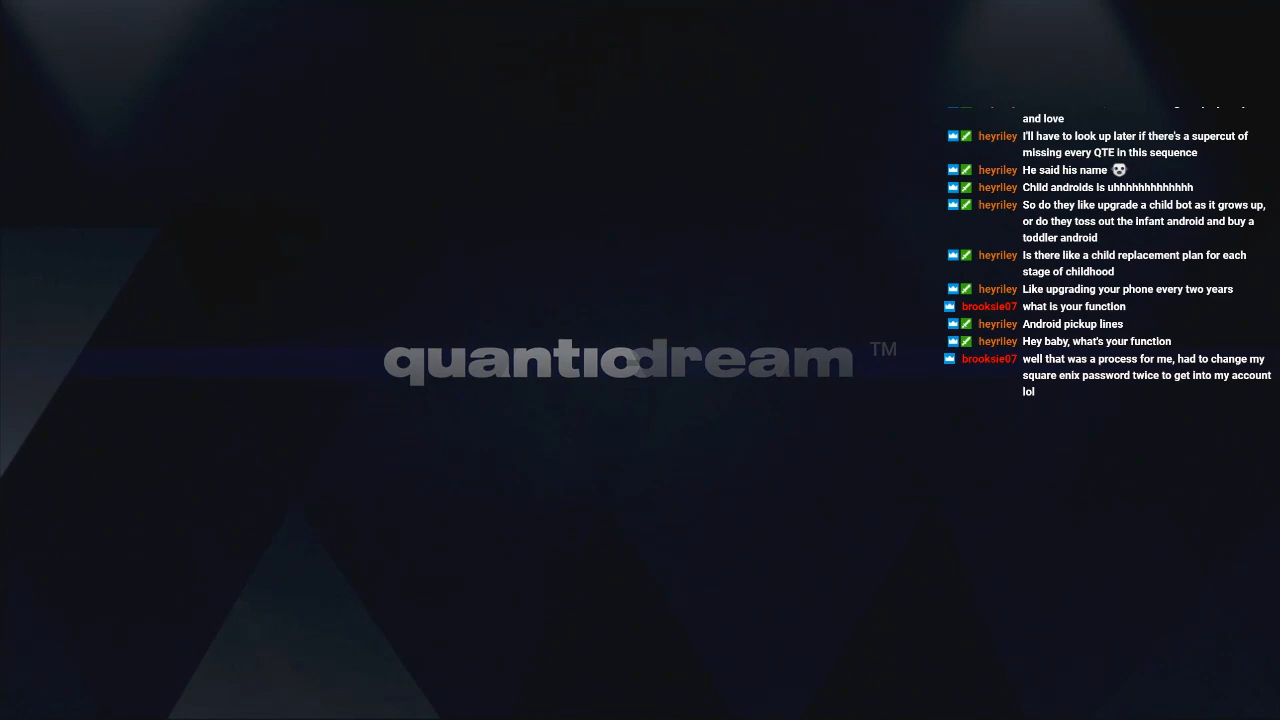 and love
heyriley I'll have to look up later if there's a supercut of
missing every QTE in this sequence
heyriley He said his name
heyriley Child androids is uhhhhhhhhhhhhh
heyriley So do they like upgrade a child bot as it grows up,
or do they toss out the infant android and buy a
toddler android
heyriley Is there like a child replacement plan for each
stage of childhood
heyriley Like upgrading your phone every two years
brooksie07 what is your function
heyriley Android pickup lines
heyriley Hey baby, what's your function
brooksie07 well that was a process for me, had to change my
square enix password twice to get into my account
lol
quanticdream ™